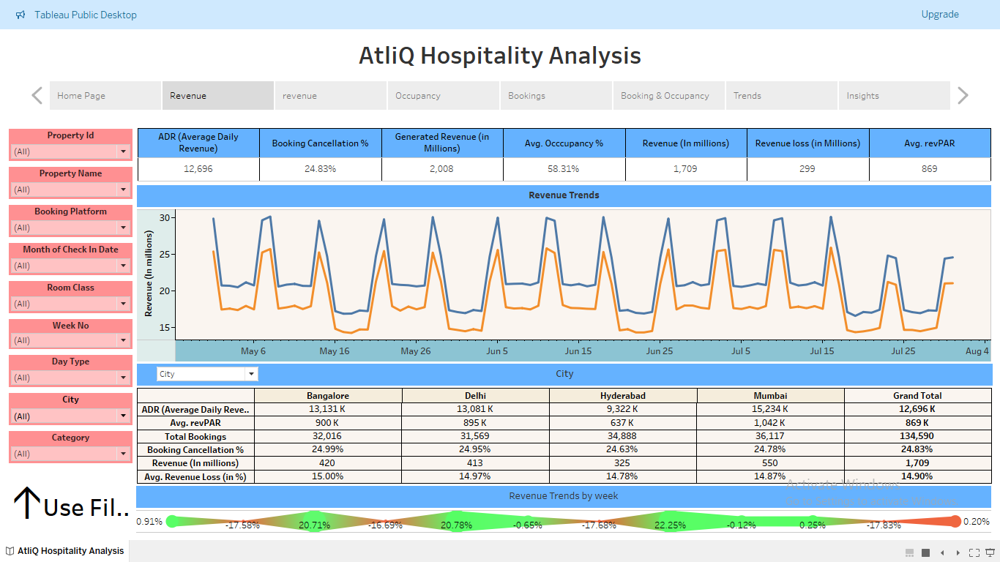 Tableau Public Desktop
Upgrade
AtliQ Hospitality Analysis
Home Page
Revenue
revenue
Occupancy
Bookings
Booking & Occupancy
Trends
Insights
Property Id
(All)
Property Name
(All)
Booking Platform
(All)
Month of Check In Date
(All)
Room Class
(All)
Week No
(All)
Day Type
(All)
City
(All)
Category
(All)
Use Fil..
ADR (Average Daily
Revenue)
Booking Cancellation %
Generated Revenue (in
Millions)
Avg. Occcupancy %
Revenue (In millions)
Revenue loss (in Millions)
Avg. revPAR
12,696
24.83%
2,008
58.31%
1,709
299
869
Revenue Trends
Revenue (In millions)
30
25
20
15
May 6
May 16
May 26
Jun 5
Jun 15
Jun 25
Jul 5
Jul 15
Jul 25
Aug 4
City
City
Bangalore Delhi Hyderabad Mumbai Grand Total
ADR (Average Daily Reve.. 13,131 K 13,081 K 9,322 K 15,234 K 12,696 K
Avg. revPAR 900 K 895 K 637 K 1,042 K 869 K
Total Bookings 32,016 31,569 34,888 36,117 134,590
Booking Cancellation % 24.99% 24.95% 24.63% 24.78% 24.83%
Revenue (In millions) 420 413 325 550 1,709
Avg. Revenue Loss (in %) 15.00% 14.97% 14.78% 14.87% 14.90%
Activate Windows
Revenue Trends by week
0.91% -17.58% 20.71% -16.69% 20.78% -0.65% -17.68% 22.25% -0.12% 0.25% -17.83% 0.20%
AtliQ Hospitality Analysis